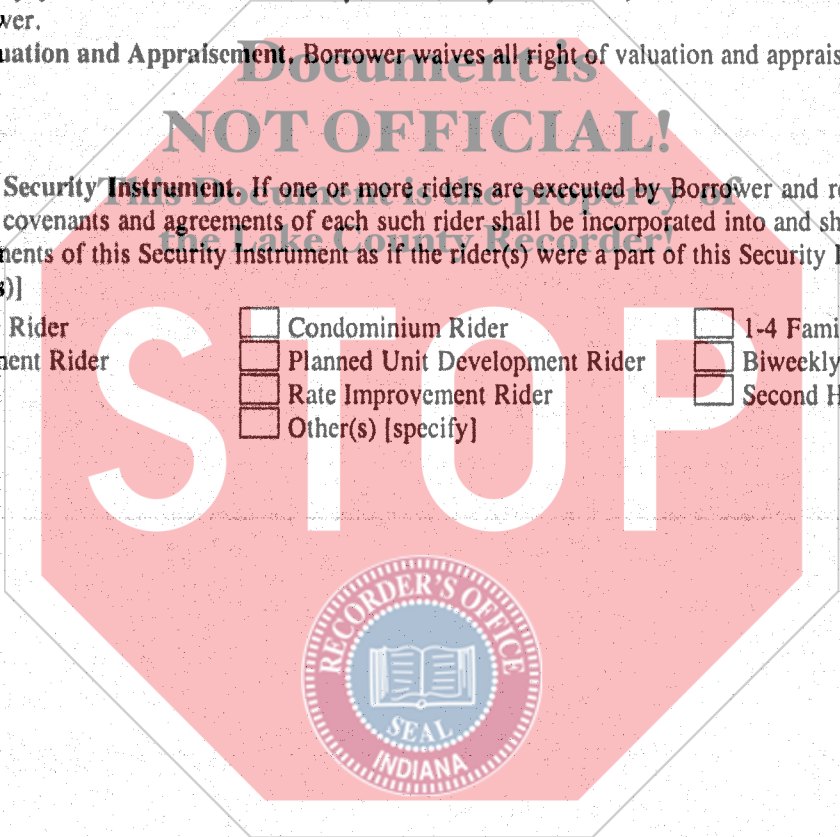 wer.
uation and Appraisement. Borrower waives all right of valuation and apprais
Document is
NOT OFFICIAL!
Security Instrument. If one or more riders are executed by Borrower and re
This Document is the property of
covenants and agreements of each such rider shall be incorporated into and sh
the Lake County Recorder!
nents of this Security Instrument as if the rider(s) were a part of this Security I
s)]
Rider Condominium Rider 1-4 Fami
nent Rider Planned Unit Development Rider Biweekly
Rate Improvement Rider Second H
Other(s) [specify]
STOP
RECORDER'S OFFICE
SEAL
INDIANA